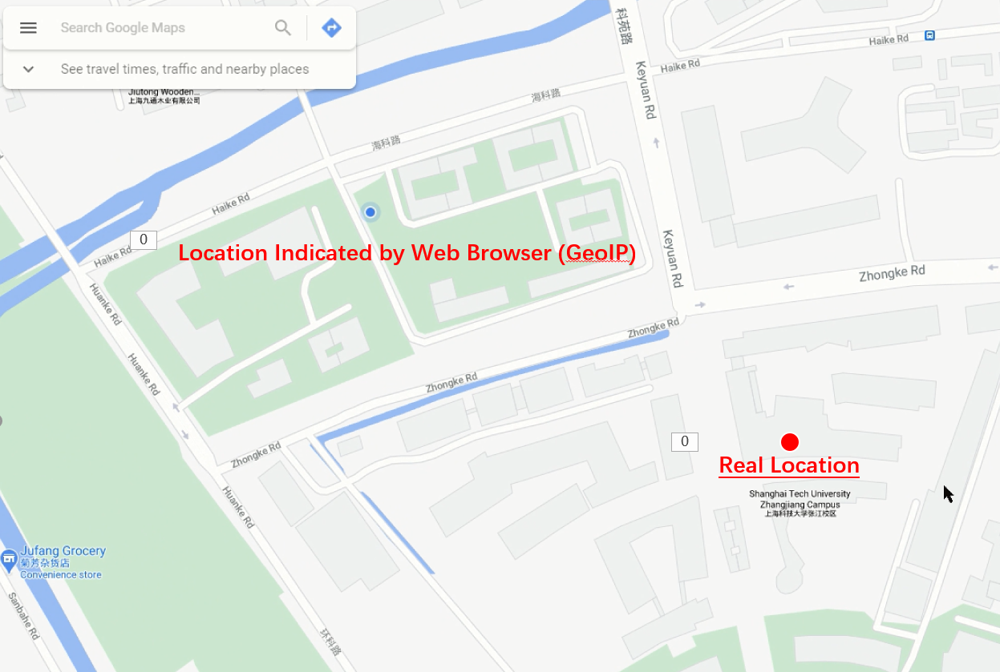 科苑路
Search Google Maps
See travel times, traffic and nearby places
Haike Rd
Haike Rd
Keyuan Rd
Jiutong Wooden...
上海九通木业有限公司
海科路
海科路
Haike Rd
0
Haike Rd
Location Indicated by Web Browser (GeoIP)
Keyuan Rd
Zhongke Rd
Huanke Rd
Zhongke Rd
Huanke Rd
Zhongke Rd
0
Zhongke Rd
Real Location
Huanke Rd
Shanghai Tech University
Zhangjiang Campus
上海科技大学张江校区
Jufang Grocery
菊芳杂货店
Convenience store
Sanbahe Rd
环科路